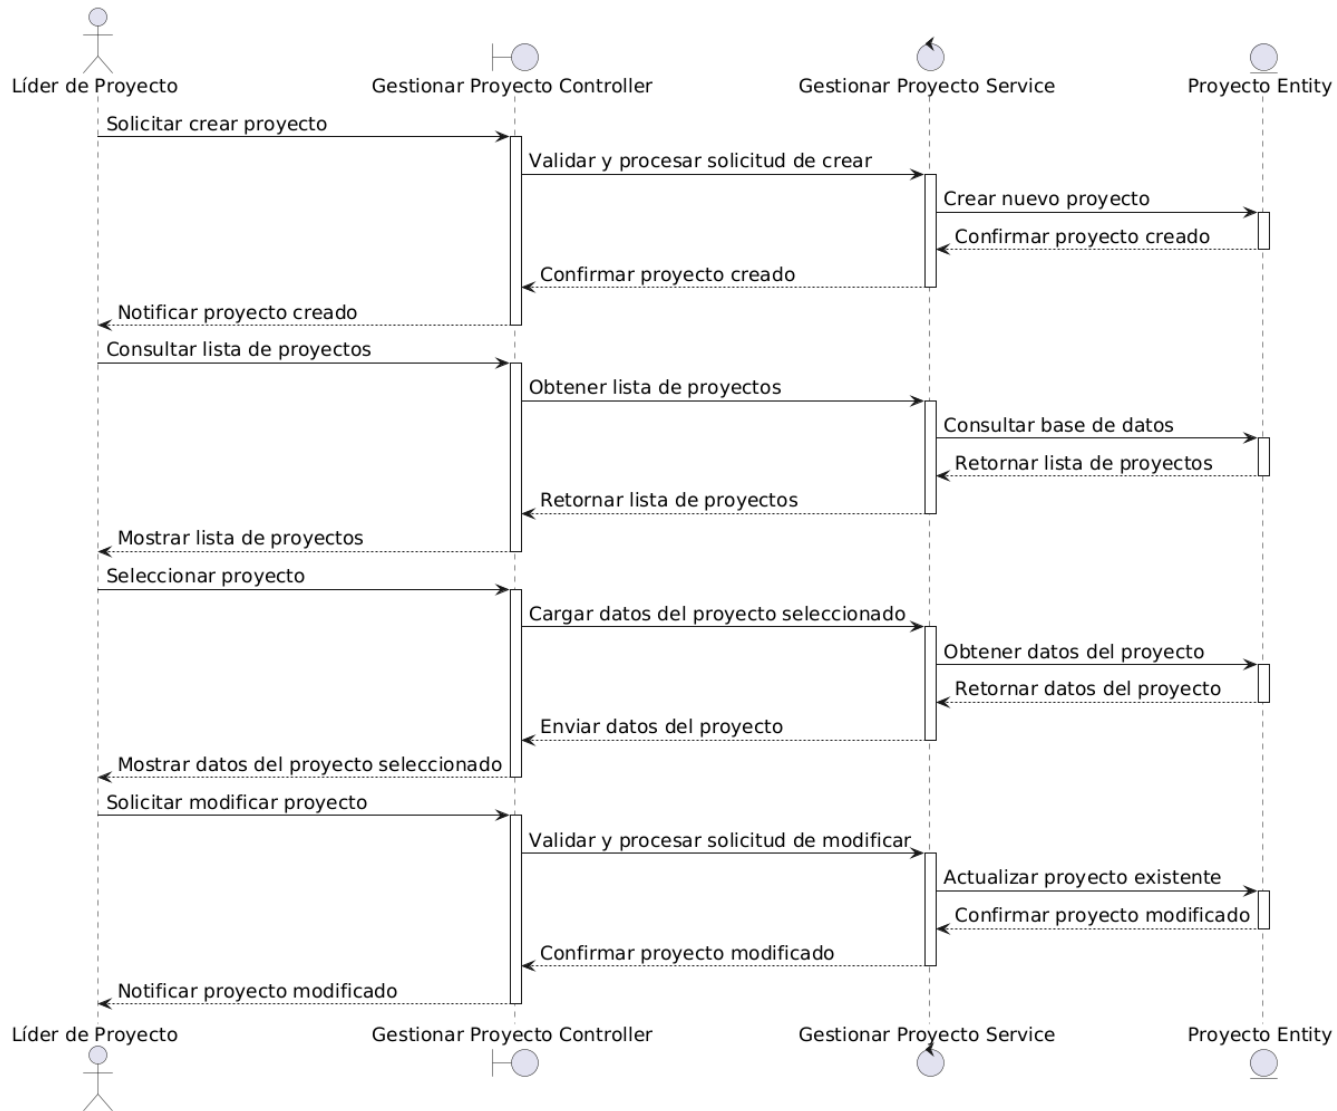 Líder de Proyecto
Gestionar Proyecto Controller
Gestionar Proyecto Service
Proyecto Entity
Solicitar crear proyecto
Validar y procesar solicitud de crear
Crear nuevo proyecto
Confirmar proyecto creado
Confirmar proyecto creado
Notificar proyecto creado
Consultar lista de proyectos
Obtener lista de proyectos
Consultar base de datos
Retornar lista de proyectos
Retornar lista de proyectos
Mostrar lista de proyectos
Seleccionar proyecto
Cargar datos del proyecto seleccionado
Obtener datos del proyecto
Retornar datos del proyecto
Enviar datos del proyecto
Mostrar datos del proyecto seleccionado
Solicitar modificar proyecto
Validar y procesar solicitud de modificar
Actualizar proyecto existente
Confirmar proyecto modificado
Confirmar proyecto modificado
Notificar proyecto modificado
Líder de Proyecto
Gestionar Proyecto Controller
Gestionar Proyecto Service
Proyecto Entity